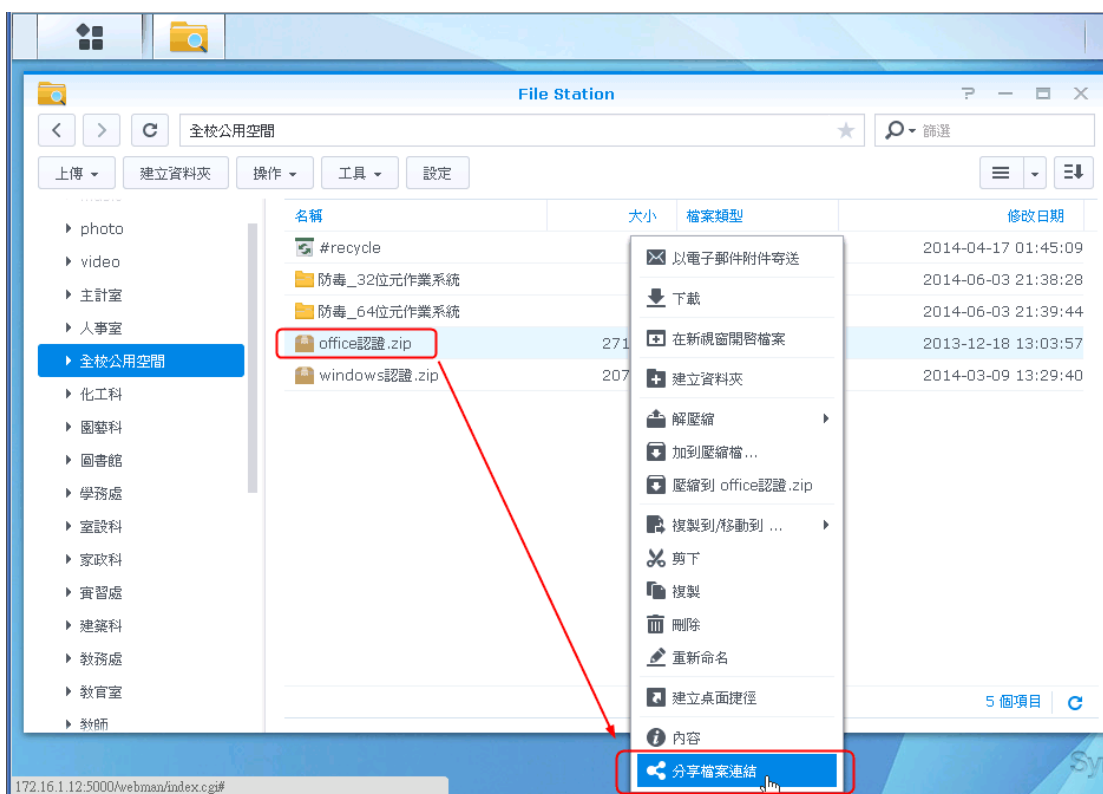 File Station
全校公用空間
篩選
上傳
建立資料夾
操作
工具
設定
photo
video
主計室
人事室
全校公用空間
化工科
園藝科
圖書館
學務處
室設科
家政科
實習處
建築科
教務處
教官室
教師
名稱 大小 檔案類型 修改日期
#recycle 2014-04-17 01:45:09
防毒_32位元作業系統 2014-06-03 21:38:28
防毒_64位元作業系統 2014-06-03 21:39:44
office認證.zip 271 2013-12-18 13:03:57
windows認證.zip 207 2014-03-09 13:29:40
以電子郵件附件寄送
下載
在新視窗開啓檔案
建立資料夾
解壓縮
加到壓縮檔...
壓縮到 office認證.zip
複製到/移動到 ...
剪下
複製
刪除
重新命名
建立桌面捷徑
內容
分享檔案連結
5 個項目
Sy
172.16.1.12:5000/webman/index.cgi#